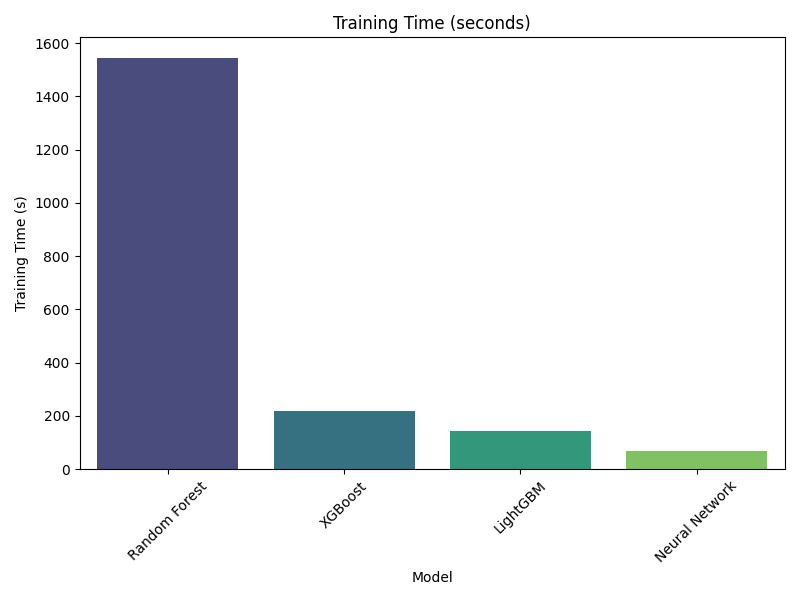 Training Time (seconds)
Training Time (s)
1600
1400
1200
1000
800
600
400
200
0
Random Forest
XGBoost
LightGBM
Neural Network
Model